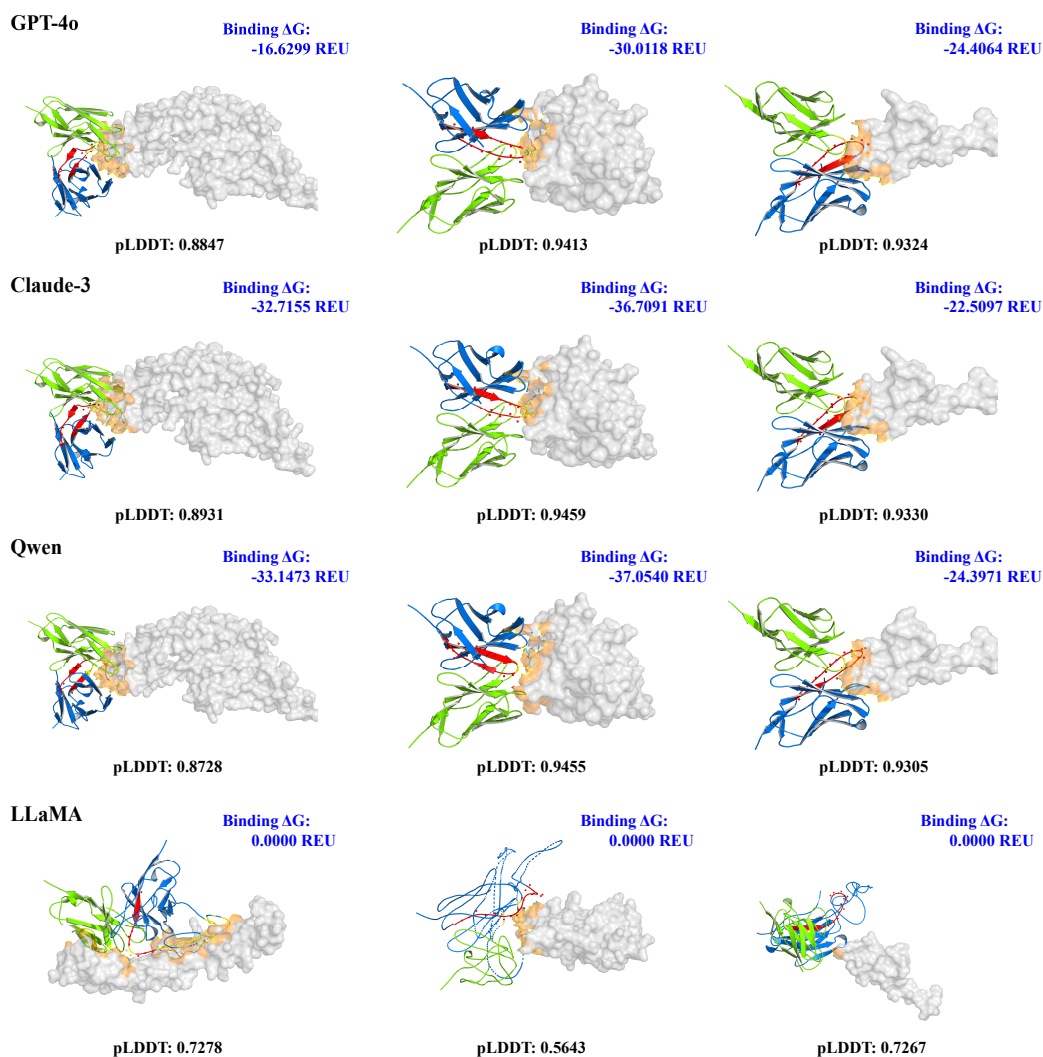 GPT-4o
Binding ΔG:
-16.6299 REU
Binding ΔG:
-30.0118 REU
Binding ΔG:
-24.4064 REU
pLDDT: 0.8847
pLDDT: 0.9413
pLDDT: 0.9324
Claude-3
Binding ΔG:
-32.7155 REU
Binding ΔG:
-36.7091 REU
Binding ΔG:
-22.5097 REU
pLDDT: 0.8931
pLDDT: 0.9459
pLDDT: 0.9330
Qwen
Binding ΔG:
-33.1473 REU
Binding ΔG:
-37.0540 REU
Binding ΔG:
-24.3971 REU
pLDDT: 0.8728
pLDDT: 0.9455
pLDDT: 0.9305
LLaMA
Binding ΔG:
0.0000 REU
Binding ΔG:
0.0000 REU
Binding ΔG:
0.0000 REU
pLDDT: 0.7278
pLDDT: 0.5643
pLDDT: 0.7267